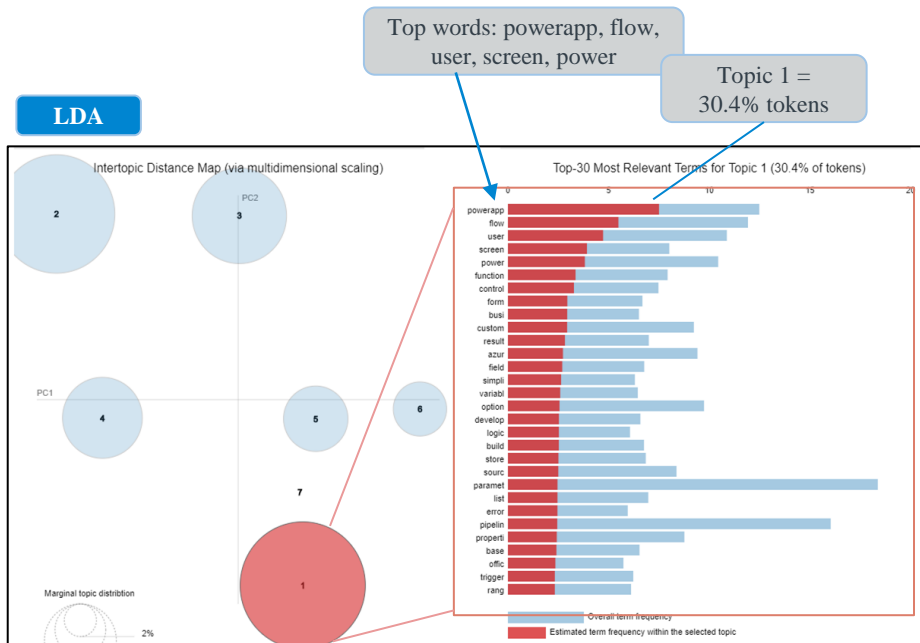 Top words: powerapp, flow,
user, screen, power
Topic 1 =
30.4% tokens
LDA
Intertopic Distance Map (via multidimensional scaling)
PC2
PC1
2
3
4
5
6
7
1
Marginal topic distribtion
2%
Top-30 Most Relevant Terms for Topic 1 (30.4% of tokens)
0 5 10 15 20
powerapp
flow
user
screen
power
function
control
form
busi
custom
result
azur
field
simpli
variabl
option
develop
logic
build
store
sourc
paramet
list
error
pipelin
properti
base
offic
trigger
rang
Overall term frequency
Estimated term frequency within the selected topic